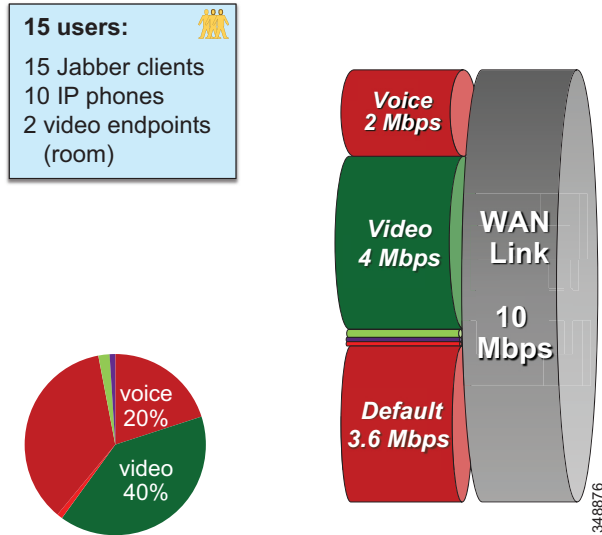 15 users:
15 Jabber clients
10 IP phones
2 video endpoints
(room)
Voice
2 Mbps
Video
4 Mbps
Default
3.6 Mbps
WAN
Link
10
Mbps
voice
20%
video
40%
348876